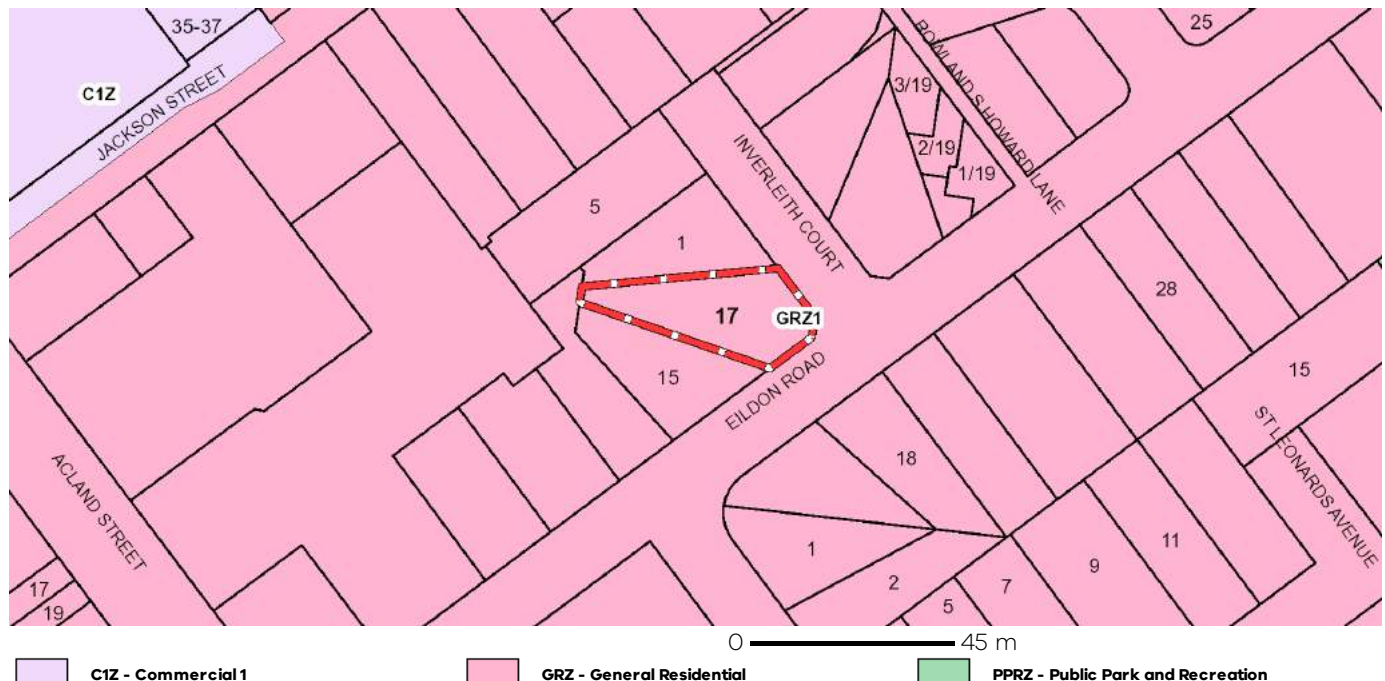 35-37
25
C1Z
JACKSON STREET
3/19
ROWLAND S HOWARD LANE
2/19
1/19
INVERLEITH COURT
5
1
28
17
GRZ1
15
15
EILDON ROAD
ST LEONARDS AVENUE
18
ACLAND STREET
1
11
9
2
7
5
17
19
0 45 m
C1Z - Commercial 1
GRZ - General Residential
PPRZ - Public Park and Recreation